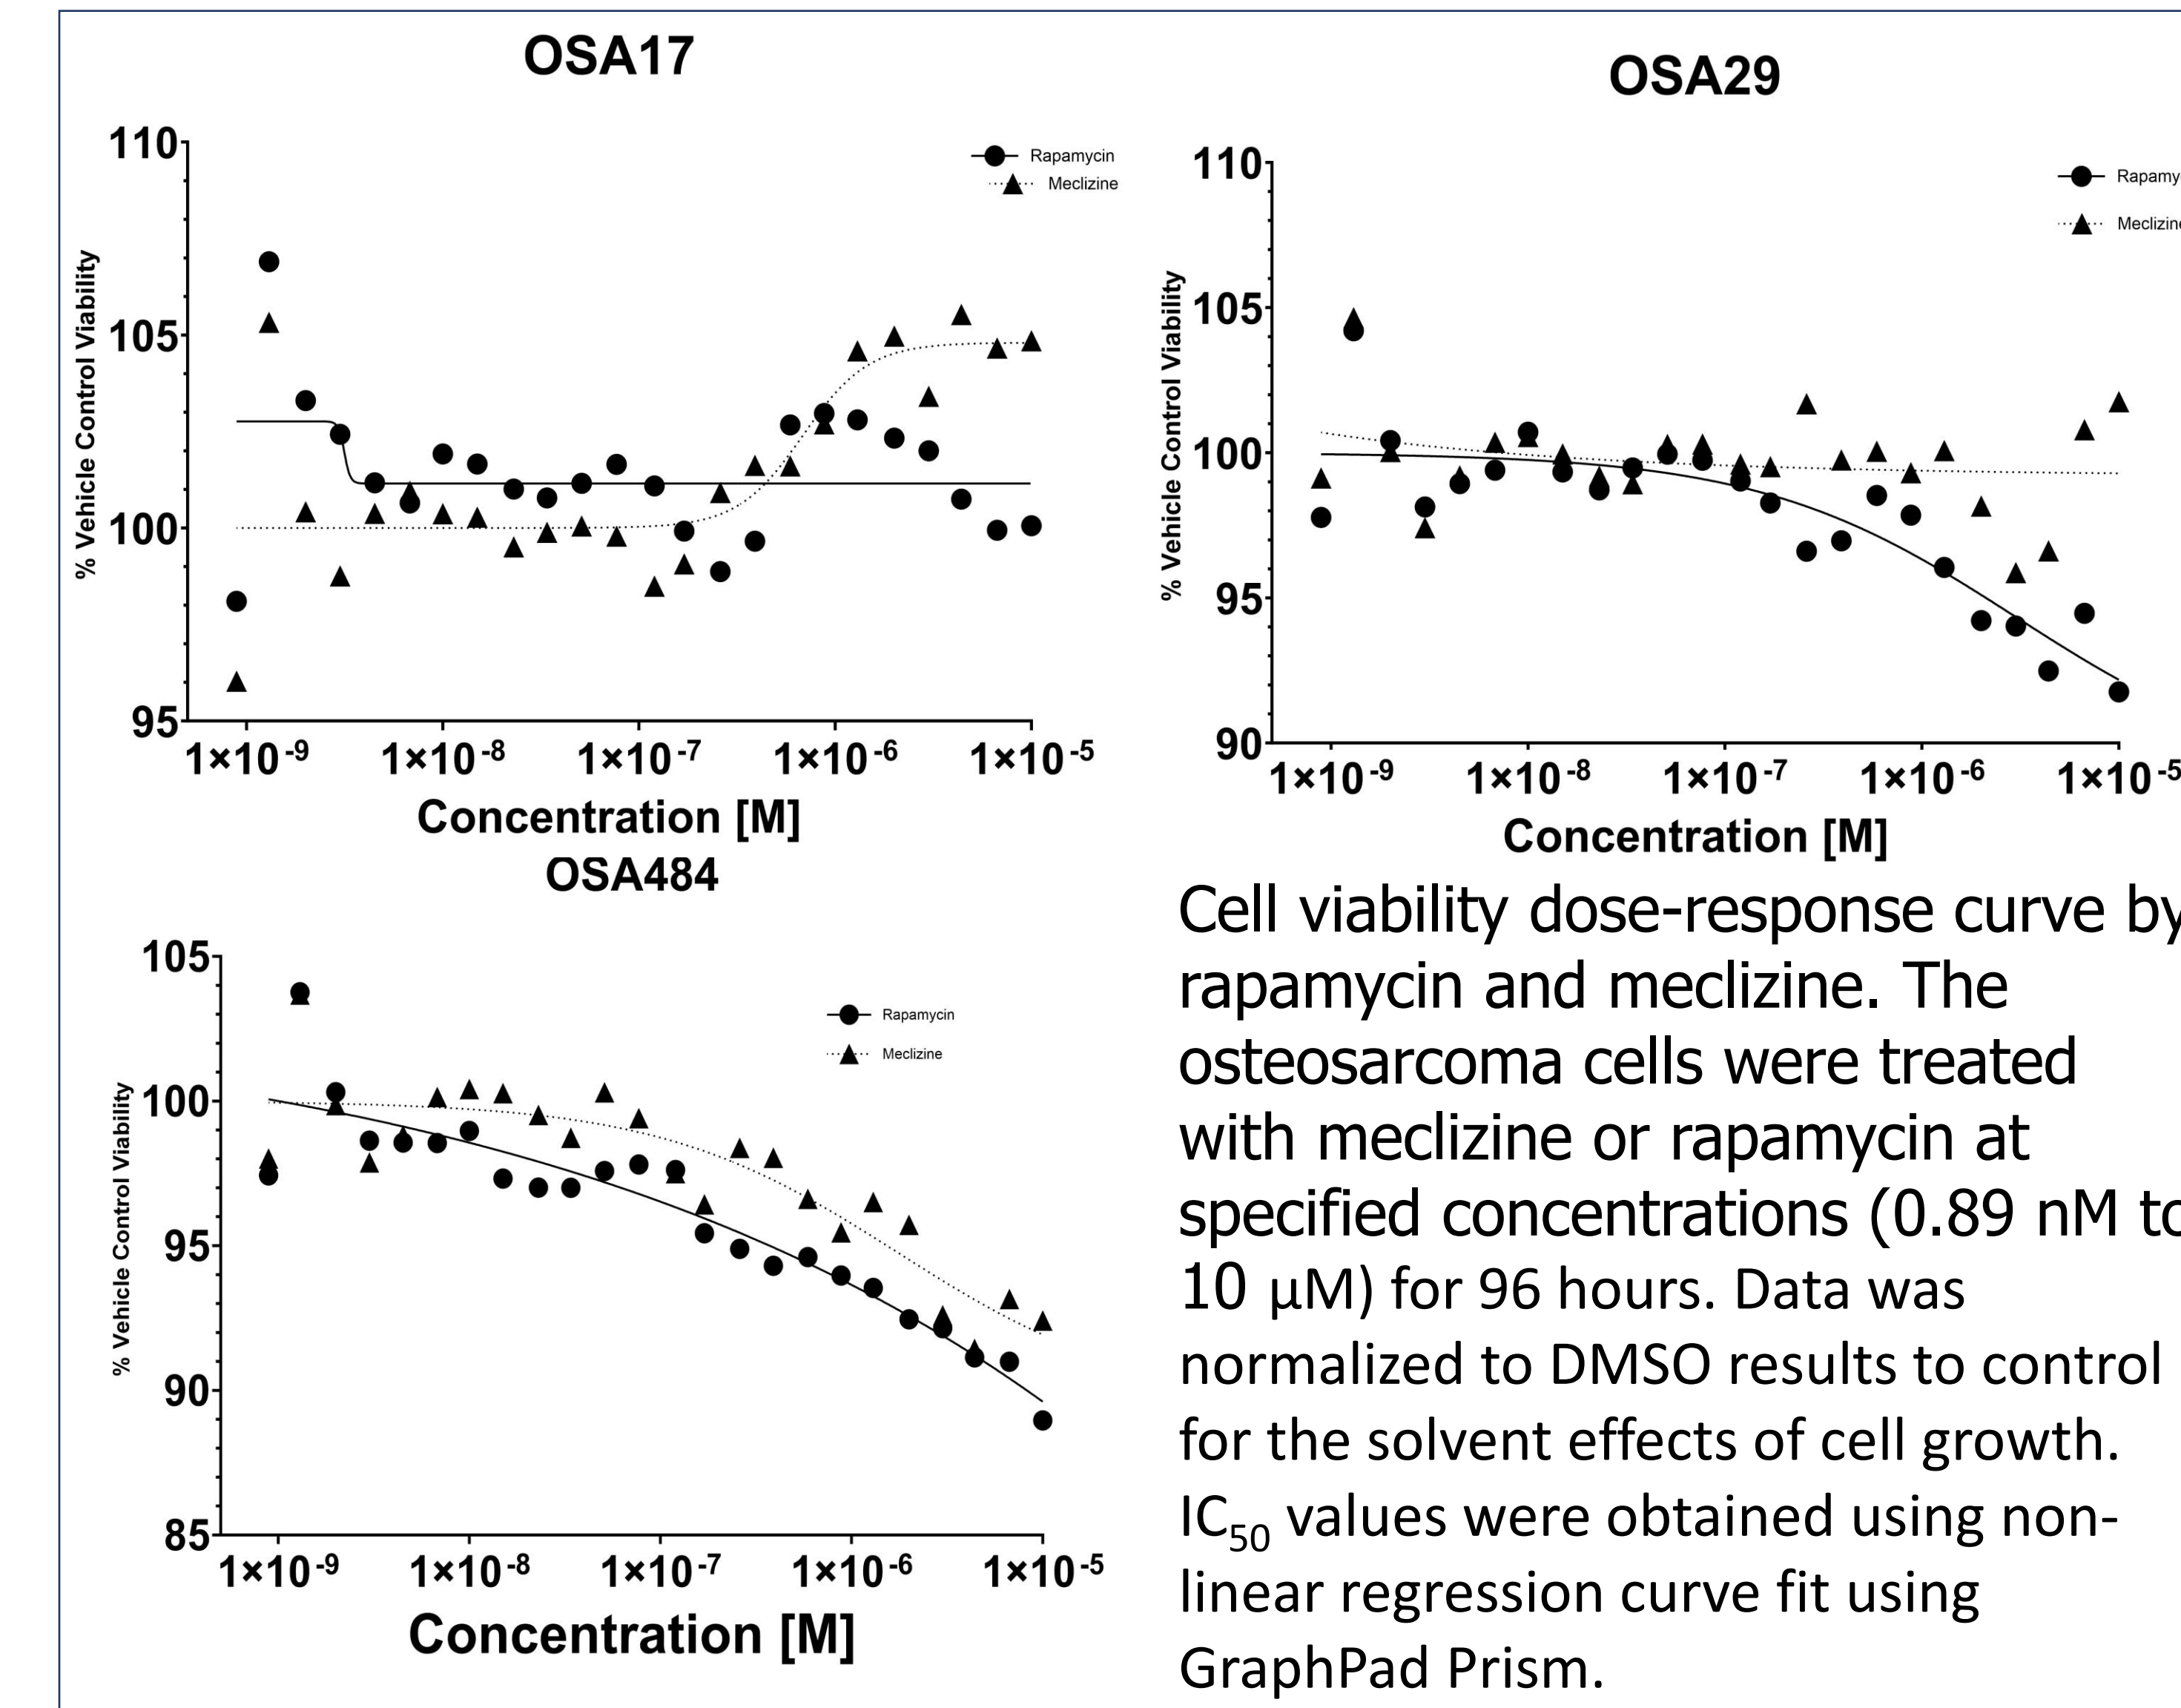 OSA17
110
105
100
95
% Vehicle Control Viability
Rapamycin
Meclizine
1×10-9 1×10-8 1×10-7 1×10-6 1×10-5
Concentration [M]
OSA29
110
105
100
95
90
% Vehicle Control Viability
Rapamy
Meclizine
1×10-9 1×10-8 1×10-7 1×10-6 1×10-5
Concentration [M]
OSA484
105
100
95
90
85
% Vehicle Control Viability
Rapamycin
Meclizine
1×10-9 1×10-8 1×10-7 1×10-6 1×10-5
Concentration [M]
Cell viability dose-response curve by
rapamycin and meclizine. The
osteosarcoma cells were treated
with meclizine or rapamycin at
specified concentrations (0.89 nM to
10 μM) for 96 hours. Data was
normalized to DMSO results to control
for the solvent effects of cell growth.
IC50 values were obtained using non-
linear regression curve fit using
GraphPad Prism.